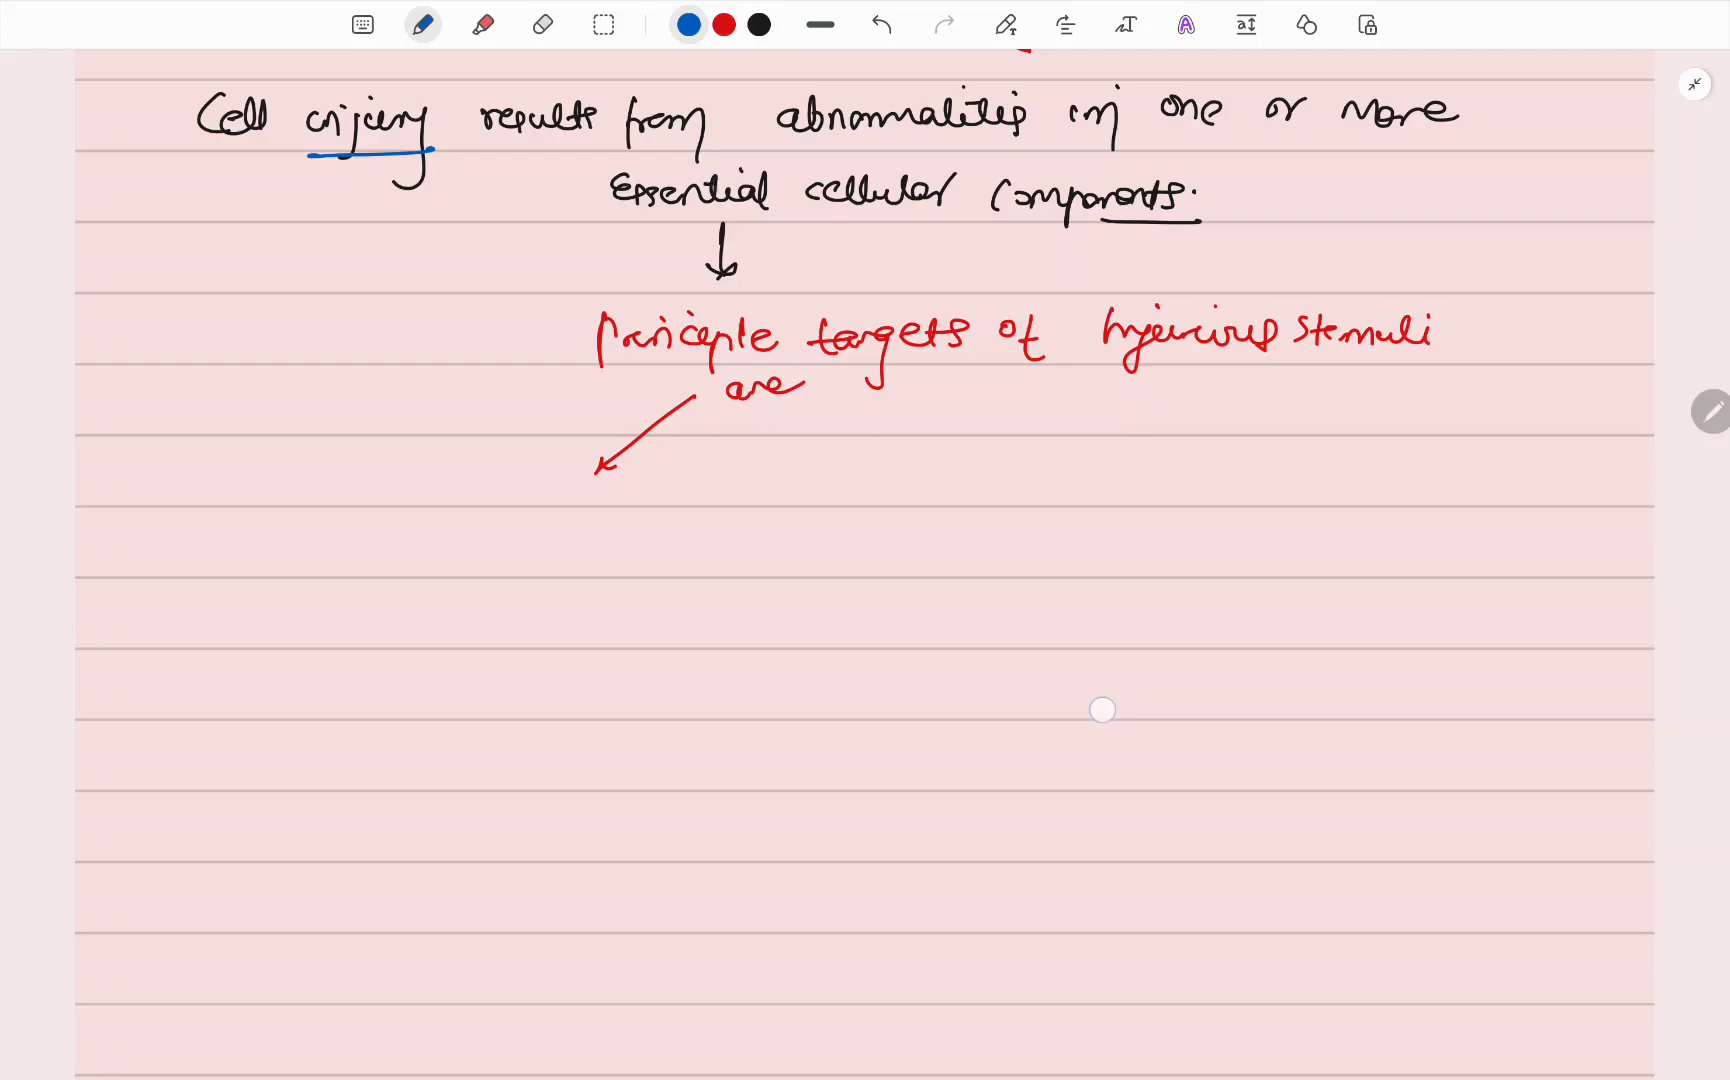 Cell injury results from abnormalities in one or more
Essential cellular components.
Principle targets of Injurious stimuli
are